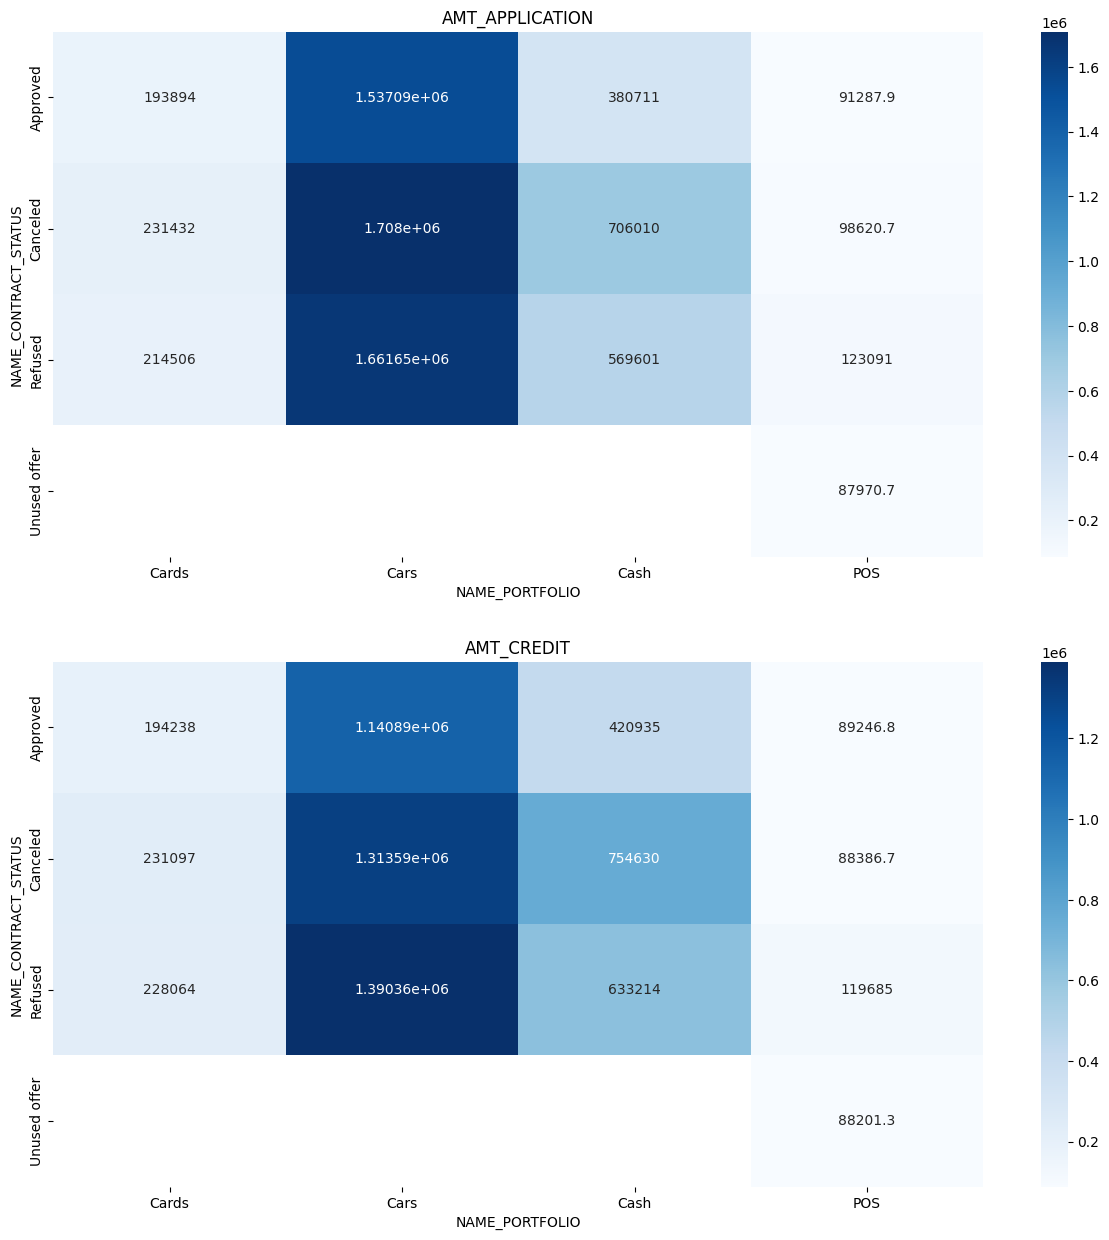 AMT_APPLICATION
1e6
NAME_CONTRACT_STATUS
Approved
193894 1.53709e+06 380711 91287.9
Canceled
231432 1.708e+06 706010 98620.7
Refused
214506 1.66165e+06 569601 123091
Unused offer
87970.7
Cards Cars Cash POS
NAME_PORTFOLIO
1.6
1.4
1.2
1.0
0.8
0.6
0.4
0.2
AMT_CREDIT
1e6
NAME_CONTRACT_STATUS
Approved
194238 1.14089e+06 420935 89246.8
Canceled
231097 1.31359e+06 754630 88386.7
Refused
228064 1.39036e+06 633214 119685
Unused offer
88201.3
Cards Cars Cash POS
NAME_PORTFOLIO
1.2
1.0
0.8
0.6
0.4
0.2